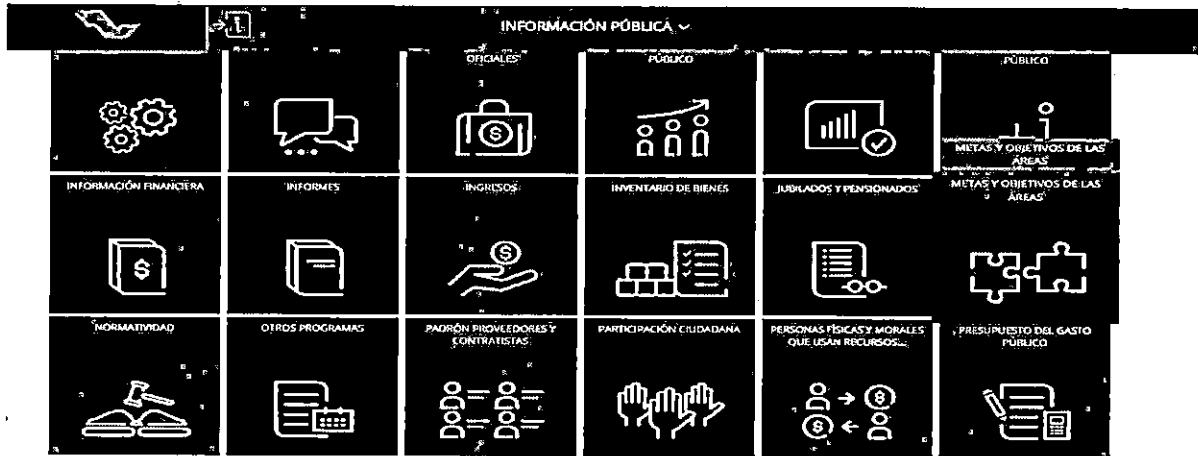 INFORMACIÓN PÚBLICA
OFICIALES
PÚBLICO
PÚBLICO
METAS Y OBJETIVOS DE LAS
ÁREAS
INFORMACIÓN FINANCIERA
INFORMES
INGRESOS
INVENTARIO DE BIENES
JUBILADOS Y PENSIONADOS
METAS Y OBJETIVOS DE LAS
ÁREAS
NORMATIVIDAD
OTROS PROGRAMAS
PADRÓN PROVEEDORES Y
CONTRATISTAS
PARTICIPACIÓN CIUDADANA
PERSONAS FÍSICAS Y MORALES
QUE USAN RECURSOS...
PRESUPUESTO DEL GASTO
PÚBLICO